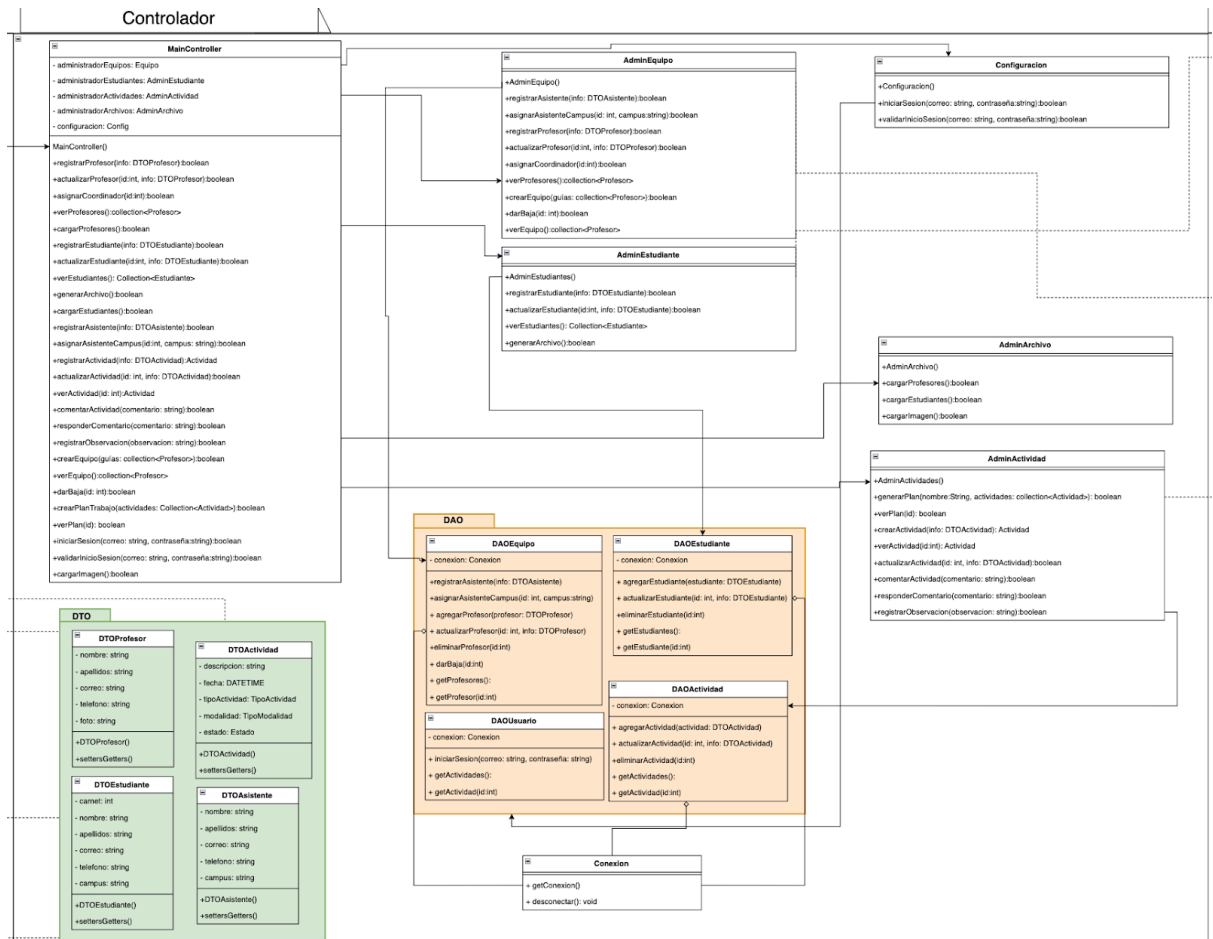 Controlador
MainController
- administradorEquipos: Equipo
- administradorEstudiantes: AdminEstudiante
- administradorActividades: AdminActividad
- administradorArchivos: AdminArchivo
- configuracion: Config
MainController()
+registrarProfesor(info: DTOProfesor):boolean
+actualizarProfesor(id:int, info: DTOProfesor):boolean
+asignarCoordinador(id:int):boolean
+verProfesores():collection<Profesor>
+cargarProfesores():boolean
+registrarEstudiante(info: DTOEstudiante):boolean
+actualizarEstudiante(id:int, info: DTOEstudiante):boolean
+verEstudiantes(): Collection<Estudiante>
+generarArchivo():boolean
+cargarEstudiantes():boolean
+registrarAsistente(info: DTOAsistente):boolean
+asignarAsistenteCampus(id:int, campus: string):boolean
+registrarActividad(info: DTOActividad):Actividad
+actualizarActividad(id: int, info: DTOActividad):boolean
+verActividad(id: int):Actividad
+comentarActividad(comentario: string):boolean
+responderComentario(comentario: string):boolean
+registrarObservacion(observacion: string):boolean
+crearEquipo(guías: collection<Profesor>):boolean
+verEquipo():collection<Profesor>
+darBaja(id: int):boolean
+crearPlanTrabajo(actividades: Collection<Actividad>):boolean
+verPlan(id): boolean
+iniciarSesion(correo: string, contraseña:string):boolean
+validarInicioSesion(correo: string, contraseña:string):boolean
+cargarImagen():boolean
AdminEquipo
+AdminEquipo()
+registrarAsistente(info: DTOAsistente):boolean
+asignarAsistenteCampus(id: int, campus:string):boolean
+registrarProfesor(info: DTOProfesor):boolean
+actualizarProfesor(id:int, info: DTOProfesor):boolean
+asignarCoordinador(id:int):boolean
+verProfesores():collection<Profesor>
+crearEquipo(guías: collection<Profesor>):boolean
+darBaja(id: int):boolean
+verEquipo():collection<Profesor>
Configuracion
+Configuracion()
+iniciarSesion(correo: string, contraseña:string):boolean
+validarInicioSesion(correo: string, contraseña:string):boolean
AdminEstudiante
+AdminEstudiantes()
+registrarEstudiante(info: DTOEstudiante):boolean
+actualizarEstudiante(id:int, info: DTOEstudiante):boolean
+verEstudiantes(): Collection<Estudiante>
+generarArchivo():boolean
AdminArchivo
+AdminArchivo()
+cargarProfesores():boolean
+cargarEstudiantes():boolean
+cargarImagen():boolean
AdminActividad
+AdminActividades()
+generarPlan(nombre:String, actividades: collection<Actividad>): boolean
+verPlan(id): boolean
+crearActividad(info: DTOActividad): Actividad
+verActividad(id:int): Actividad
+actualizarActividad(id: int, info: DTOActividad):boolean
+comentarActividad(comentario: string):boolean
+responderComentario(comentario: string):boolean
+registrarObservacion(observacion: string):boolean
DAO
DAOEquipo
- conexion: Conexion
+registrarAsistente(info: DTOAsistente)
+asignarAsistenteCampus(id: int, campus:string)
+ agregarProfesor(profesor: DTOProfesor)
+ actualizarProfesor(id: int, info: DTOProfesor)
+eliminarProfesor(id:int)
+ darBaja(id:int)
+ getProfesores():
+ getProfesor(id:int)
DAOEstudiante
- conexion: Conexion
+ agregarEstudiante(estudiante: DTOEstudiante)
+ actualizarEstudiante(id: int, info: DTOEstudiante)
+eliminarEstudiante(id:int)
+ getEstudiantes():
+ getEstudiante(id:int)
DAOUsuario
- conexion: Conexion
+ iniciarSesion(correo: string, contraseña: string)
+ getActividades():
+ getActividad(id:int)
DAOActividad
- conexion: Conexion
+ agregarActividad(actividad: DTOActividad)
+ actualizarActividad(id: int, info: DTOActividad)
+eliminarActividad(id:int)
+ getActividades():
+ getActividad(id:int)
Conexion
+ getConexion()
+ desconectar(): void
DTO
DTOProfesor
- nombre: string
- apellidos: string
- correo: string
- telefono: string
- foto: string
+DTOProfesor()
+settersGetters()
DTOActividad
- descripcion: string
- fecha: DATETIME
- tipoActividad: TipoActividad
- modalidad: TipoModalidad
- estado: Estado
+DTOActividad()
+settersGetters()
DTOEstudiante
- carnet: int
- nombre: string
- apellidos: string
- correo: string
- telefono: string
- campus: string
+DTOEstudiante()
+settersGetters()
DTOAsistente
- nombre: string
- apellidos: string
- correo: string
- telefono: string
- campus: string
+DTOAsistente()
+settersGetters()